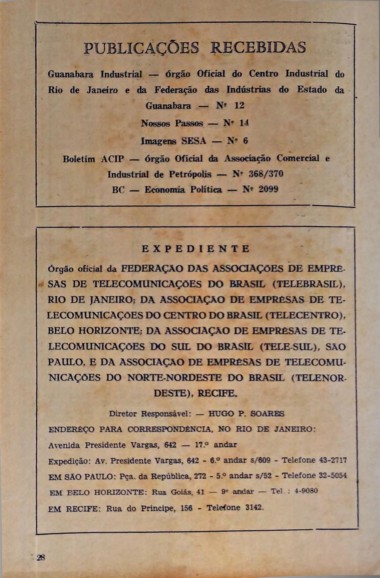 PUBLICAÇÕES RECEBIDAS
Guanabara Industrial — órgão Oficial do Centro Industrial do
Rio de Janeiro e da Federação das Indústrias do Estado da
Guanabara — Nº 12
Nossos Passos — Nº 14
Imagens SESA — Nº 6
Boletim ACIP — órgão Oficial da Associação Comercial e
Industrial de Petrópolis — Nº 368/370
BC — Economia Política — Nº 2099
EXPEDIENTE
Órgão oficial da FEDERAÇÃO DAS ASSOCIAÇÕES DE EMPRE-
SAS DE TELECOMUNICAÇÕES DO BRASIL (TELEBRASIL),
RIO DE JANEIRO; DA ASSOCIAÇÃO DE EMPRESAS DE TE-
LECOMUNICAÇÕES DO CENTRO DO BRASIL (TELECENTRO),
BELO HORIZONTE; DA ASSOCIAÇÃO DE EMPRESAS DE TE-
LECOMUNICAÇÕES DO SUL DO BRASIL (TELE-SUL), SAO
PAULO, E DA ASSOCIAÇÃO DE EMPRESAS DE TELECOMU-
NICAÇÕES DO NORTE-NORDESTE DO BRASIL (TELENOR-
DESTE), RECIFE.
Diretor Responsável: — HUGO P. SOARES
ENDERÊÇO PARA CORRESPONDENCIA, NO RIO DE JANEIRO:
Avenida Presidente Vargas, 642 — 17.º andar
Expedição: Av. Presidente Vargas, 642 - 6.º andar s/609 - Telefone 43-2717
EM SÃO PAULO: Pça. da República, 272 - 5.º andar s/52 - Telefone 32-5054
EM BELO HORIZONTE: Rua Goiás, 41 — 9º andar — Tel.: 4-9080
EM RECIFE: Rua do Príncipe, 156 - Telefone 3142.
28